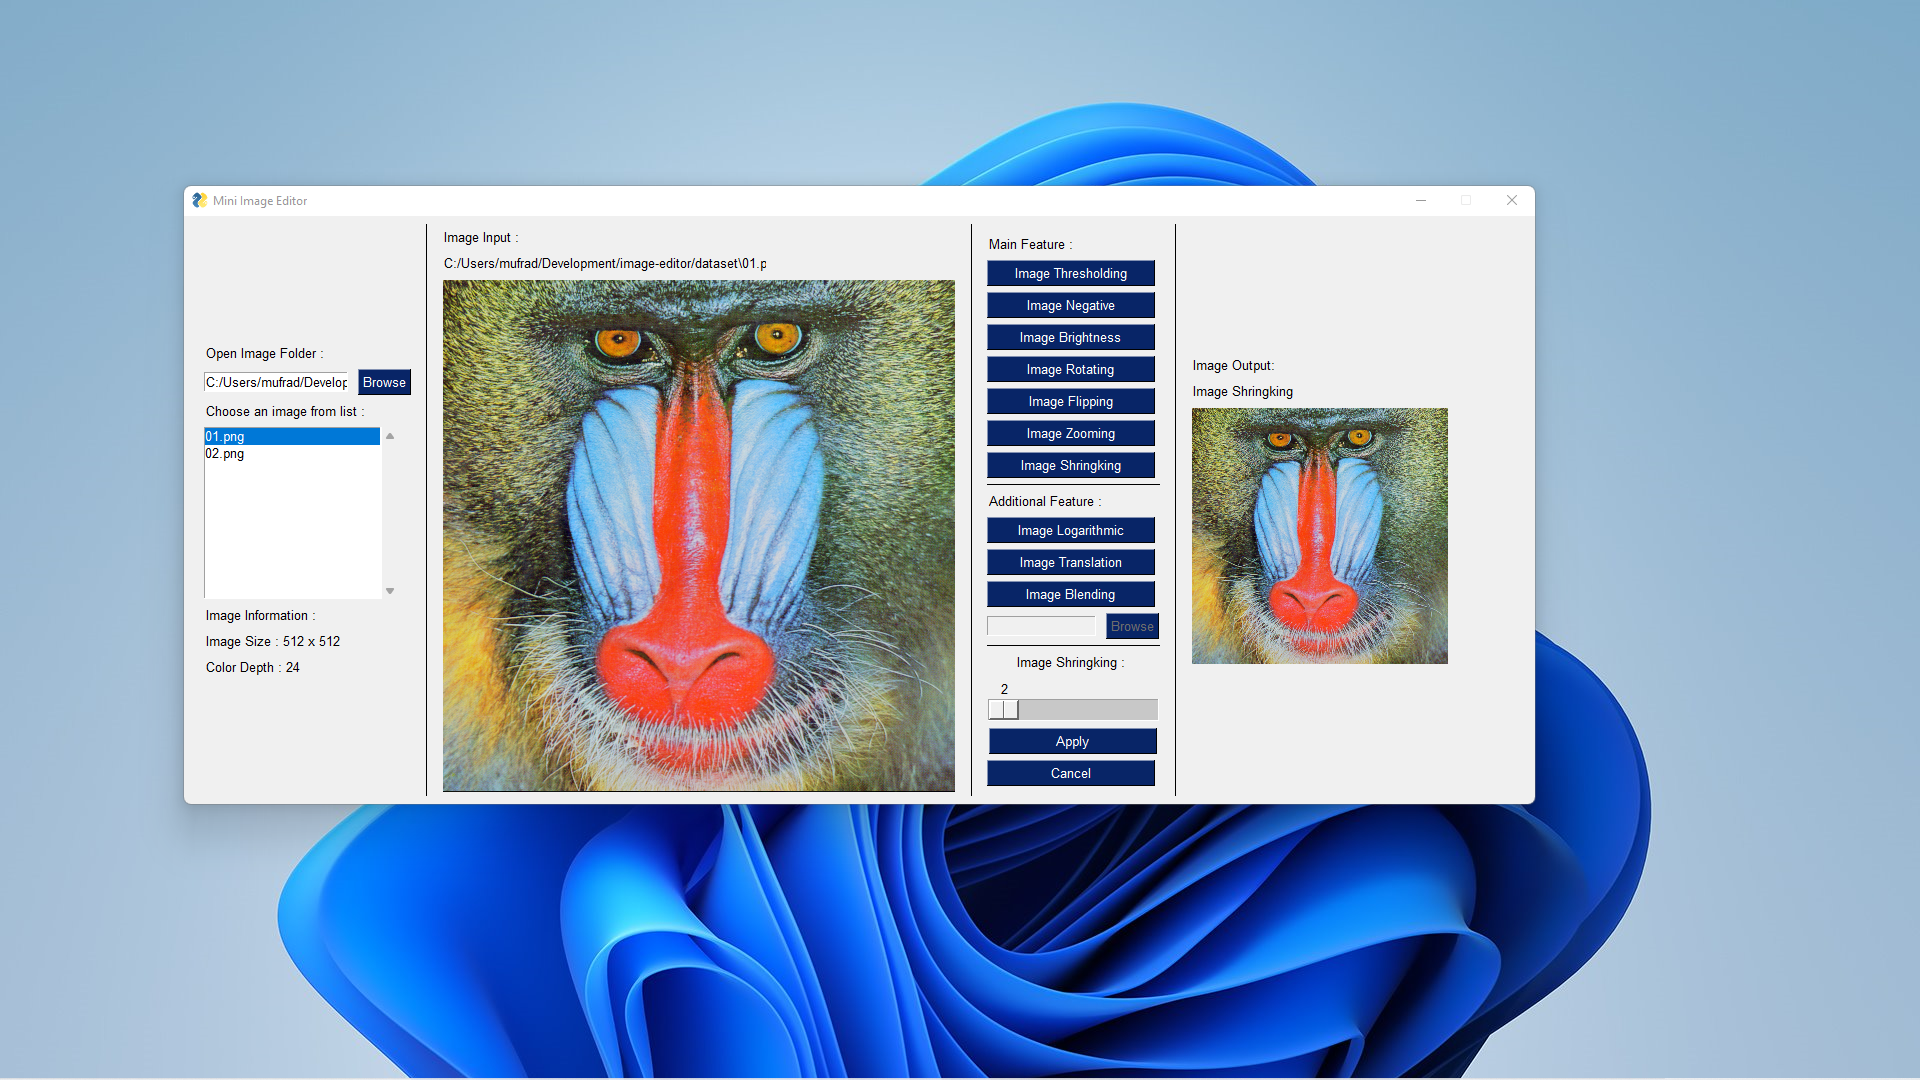 Mini Image Editor
Open Image Folder :
C:/Users/mufrad/Develop
Browse
Choose an image from list :
01.png
02.png
Image Information :
Image Size : 512 x 512
Color Depth : 24
Image Input :
C:/Users/mufrad/Development/image-editor/dataset\01.p
Main Feature :
Image Thresholding
Image Negative
Image Brightness
Image Rotating
Image Flipping
Image Zooming
Image Shringking
Additional Feature :
Image Logarithmic
Image Translation
Image Blending
Browse
Image Shringking :
2
Apply
Cancel
Image Output:
Image Shringking